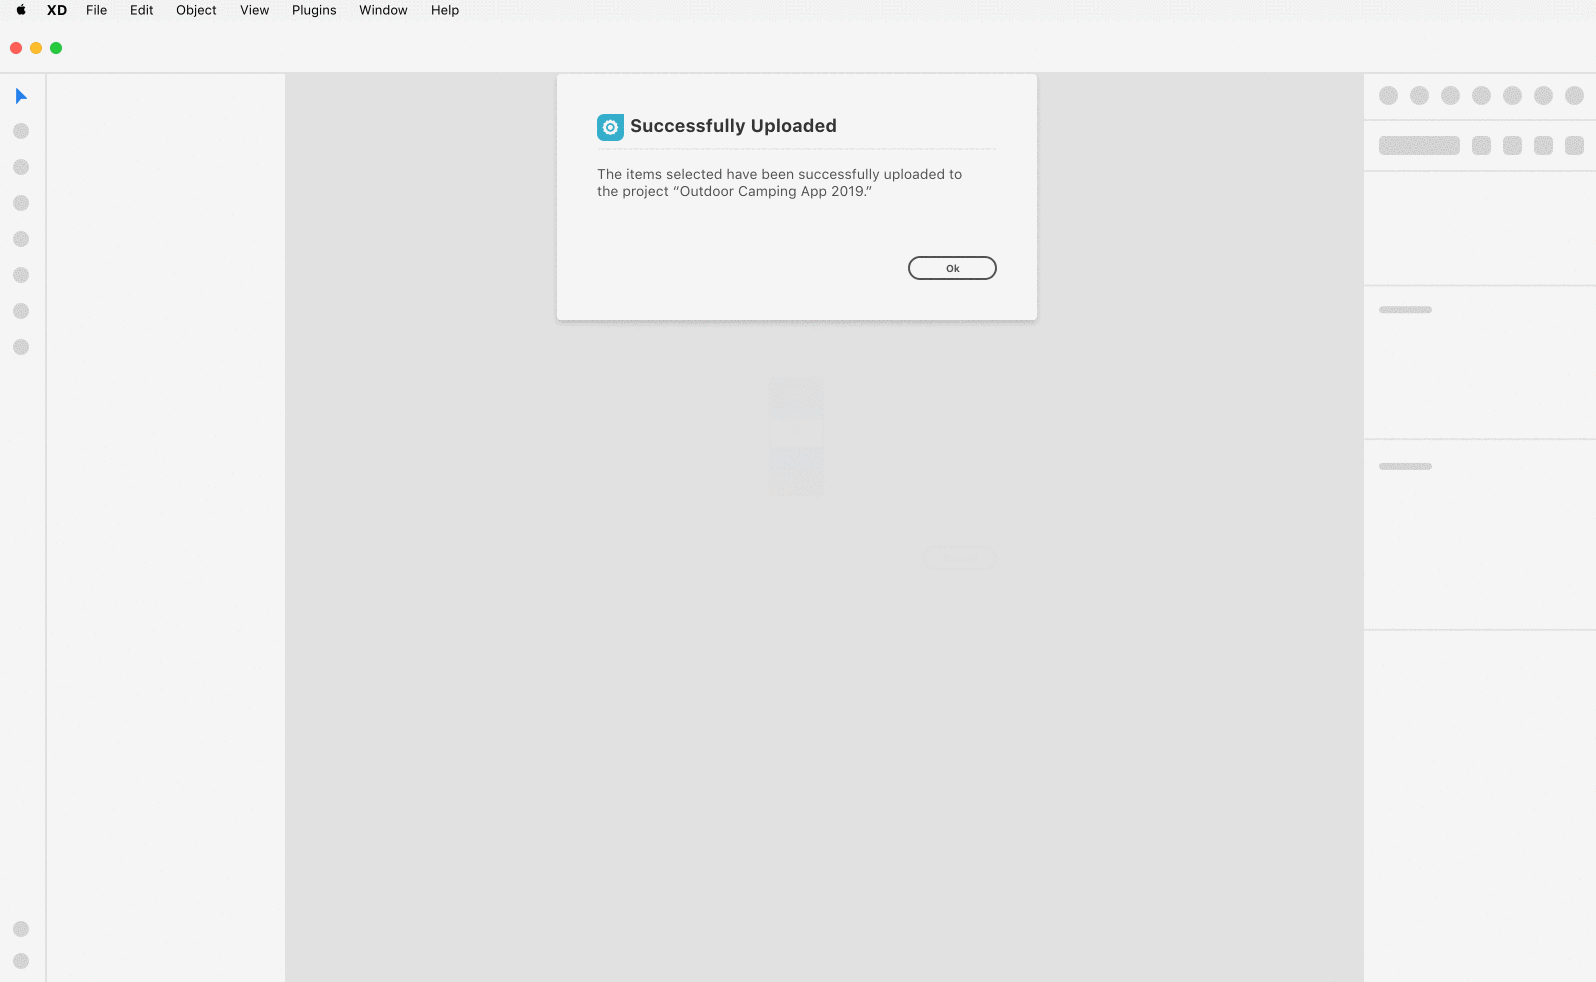 XD File Edit Object View Plugins Window Help
Successfully Uploaded
The items selected have been successfully uploaded to
the project “Outdoor Camping App 2019.”
Ok